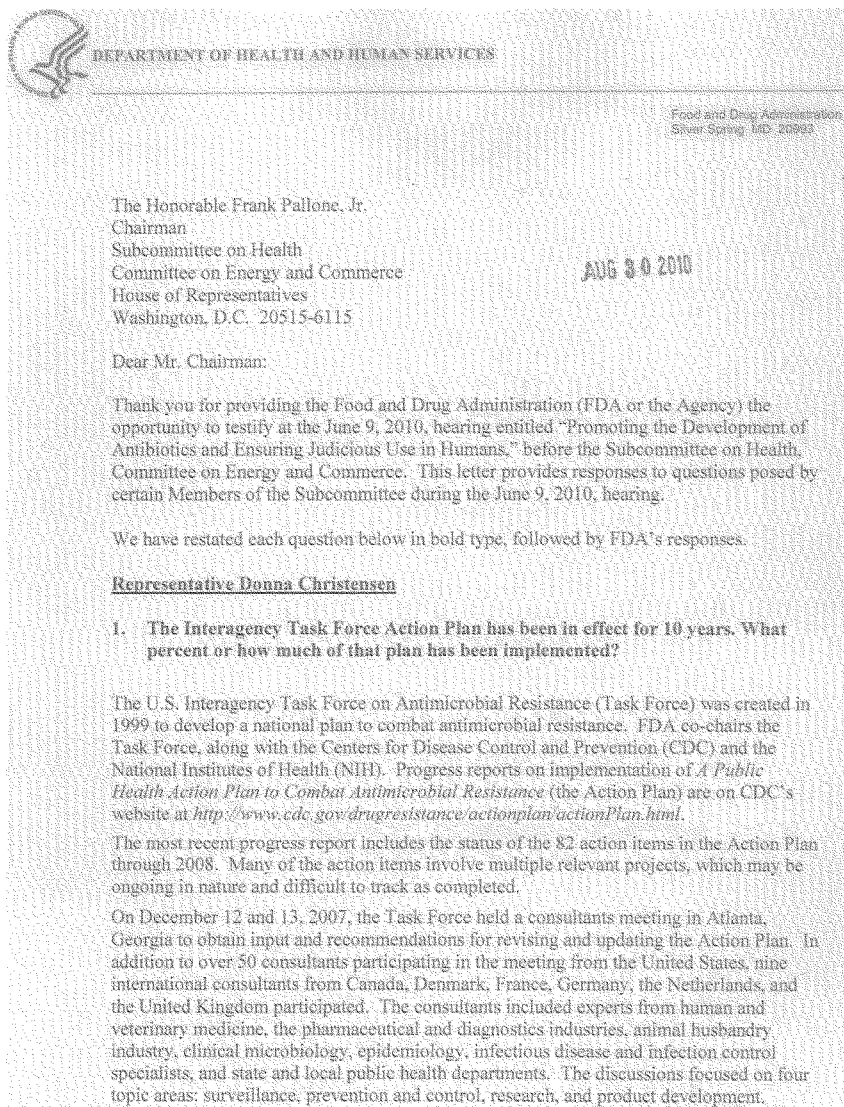 DEPARTMENT OF HEALTH AND HUMAN SERVICES
Food and Drug Administration
Silver Spring MD 20993
The Honorable Frank Pallone, Jr.
Chairman
Subcommittee on Health
Committee on Energy and Commerce
House of Representatives
Washington, D.C. 20515-6115
AUG 30 2010
Dear Mr. Chairman:
Thank you for providing the Food and Drug Administration (FDA or the Agency) the
opportunity to testify at the June 9, 2010, hearing entitled “Promoting the Development of
Antibiotics and Ensuring Judicious Use in Humans,” before the Subcommittee on Health,
Committee on Energy and Commerce. This letter provides responses to questions posed by
certain Members of the Subcommittee during the June 9, 2010, hearing.
We have restated each question below in bold type, followed by FDA’s responses.
Representative Donna Christensen
1. The Interagency Task Force Action Plan has been in effect for 10 years. What
percent or how much of that plan has been implemented?
The U.S. Interagency Task Force on Antimicrobial Resistance (Task Force) was created in
1999 to develop a national plan to combat antimicrobial resistance. FDA co-chairs the
Task Force, along with the Centers for Disease Control and Prevention (CDC) and the
National Institutes of Health (NIH). Progress reports on implementation of A Public
Health Action Plan to Combat Antimicrobial Resistance (the Action Plan) are on CDC’s
website at http://www.cdc.gov/drugresistance/actionplan/actionPlan.html.
The most recent progress report includes the status of the 82 action items in the Action Plan
through 2008. Many of the action items involve multiple relevant projects, which may be
ongoing in nature and difficult to track as completed.
On December 12 and 13, 2007, the Task Force held a consultants meeting in Atlanta,
Georgia to obtain input and recommendations for revising and updating the Action Plan. In
addition to over 50 consultants participating in the meeting from the United States, nine
international consultants from Canada, Denmark, France, Germany, the Netherlands, and
the United Kingdom participated. The consultants included experts from human and
veterinary medicine, the pharmaceutical and diagnostics industries, animal husbandry
industry, clinical microbiology, epidemiology, infectious disease and infection control
specialists, and state and local public health departments. The discussions focused on four
topic areas: surveillance, prevention and control, research, and product development.